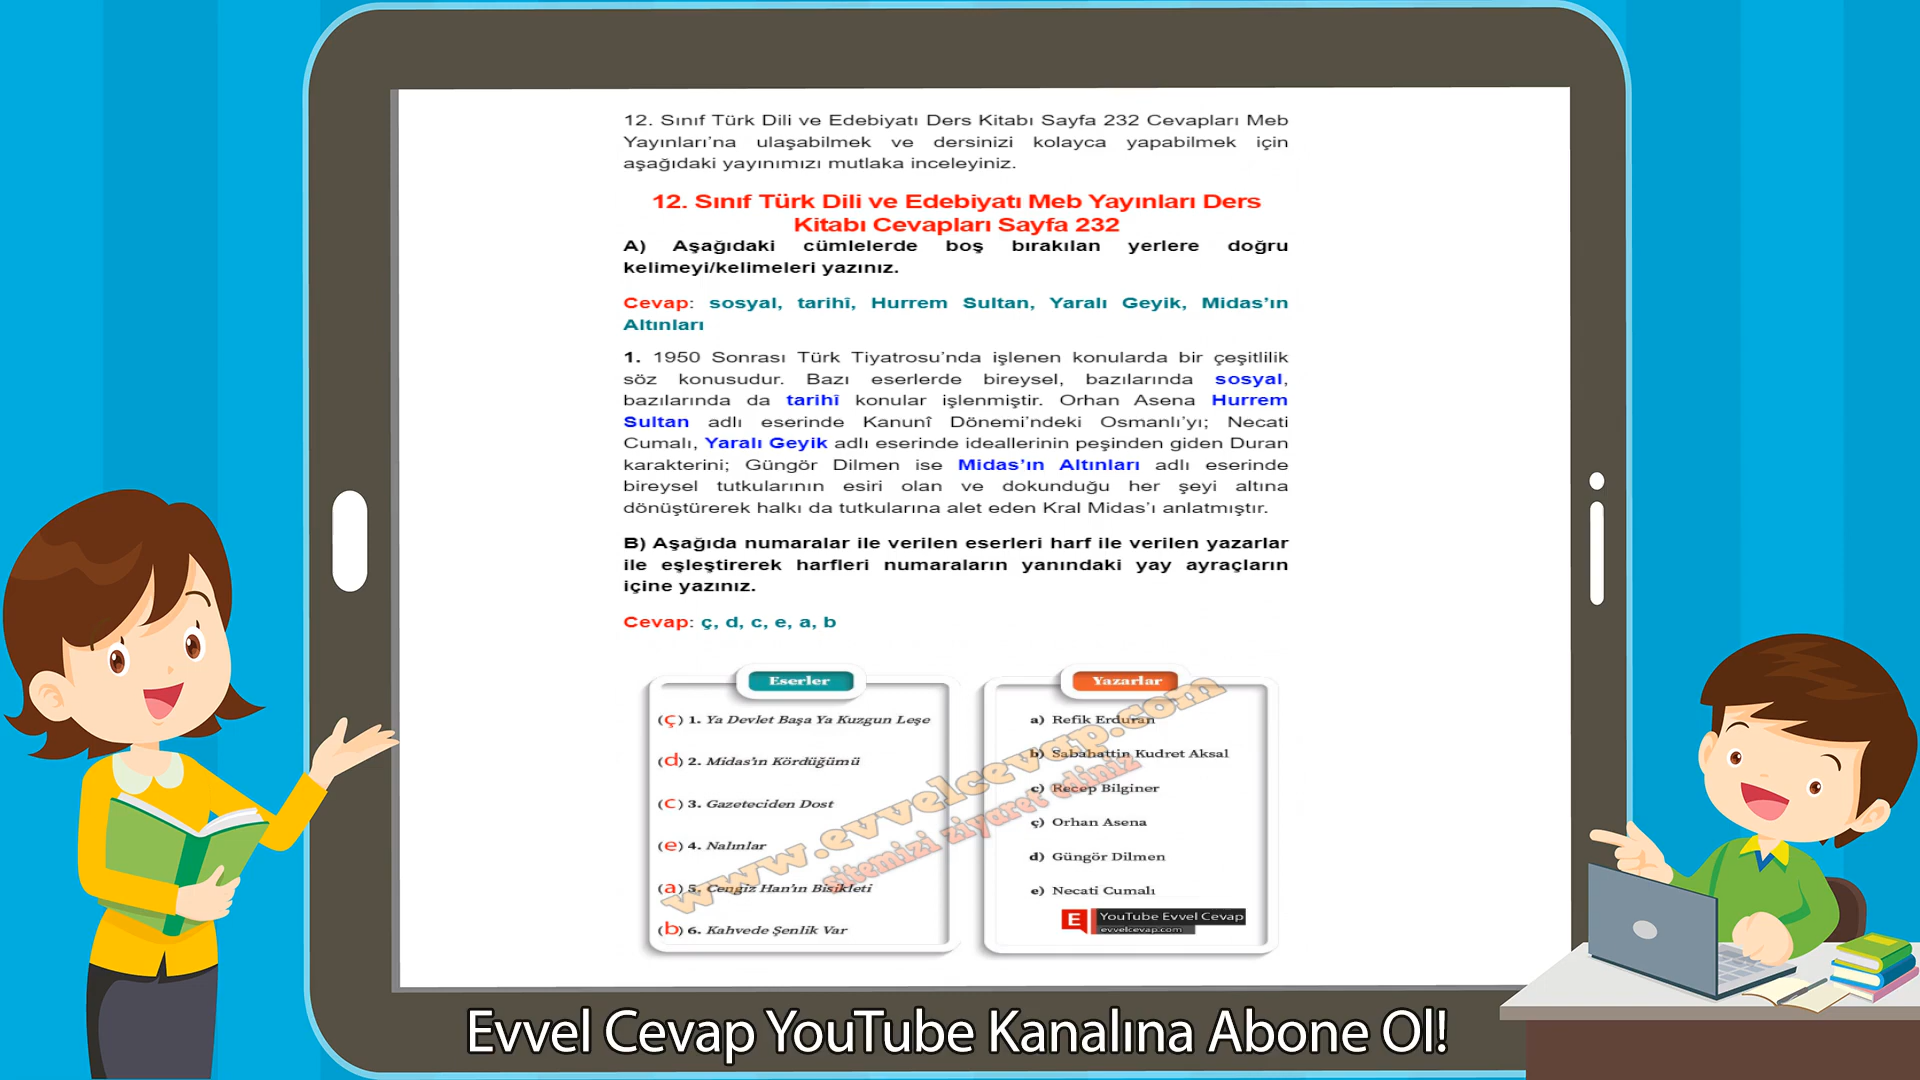 12. Sınıf Türk Dili ve Edebiyatı Ders Kitabı Sayfa 232 Cevapları Meb
Yayınları’na ulaşabilmek ve dersinizi kolayca yapabilmek için
aşağıdaki yayınımızı mutlaka inceleyiniz.
12. Sınıf Türk Dili ve Edebiyatı Meb Yayınları Ders
Kitabı Cevapları Sayfa 232
A) Aşağıdaki cümlelerde boş bırakılan yerlere doğru
kelimeyi/kelimeleri yazınız.
Cevap: sosyal, tarihî, Hurrem Sultan, Yaralı Geyik, Midas’ın
Altınları
1. 1950 Sonrası Türk Tiyatrosu’nda işlenen konularda bir çeşitlilik
söz konusudur. Bazı eserlerde bireysel, bazılarında sosyal,
bazılarında da tarihî konular işlenmiştir. Orhan Asena Hurrem
Sultan adlı eserinde Kanunî Dönemi’ndeki Osmanlı’yı; Necati
Cumalı, Yaralı Geyik adlı eserinde ideallerinin peşinden giden Duran
karakterini; Güngör Dilmen ise Midas’ın Altınları adlı eserinde
bireysel tutkularının esiri olan ve dokunduğu her şeyi altına
dönüştürerek halkı da tutkularına alet eden Kral Midas’ı anlatmıştır.
B) Aşağıda numaralar ile verilen eserleri harf ile verilen yazarlar
ile eşleştirerek harfleri numaraların yanındaki yay ayraçların
içine yazınız.
Cevap: ç, d, c, e, a, b
Eserler
(ç) 1. Ya Devlet Başa Ya Kuzgun Leşe
(d) 2. Midas'ın Kördüğümü
(c) 3. Gazeteciden Dost
(e) 4. Nalınlar
(a) 5. Cengiz Han'ın Bisikleti
(b) 6. Kahvede Şenlik Var
Yazarlar
a) Refik Erduran
b) Sabahattin Kudret Aksal
c) Recep Bilginer
ç) Orhan Asena
d) Güngör Dilmen
e) Necati Cumalı
www.evvelcevap.com
sitemizi ziyaret ediniz
E YouTube Evvel Cevap
evvelcevap.com
Evvel Cevap YouTube Kanalına Abone Ol!